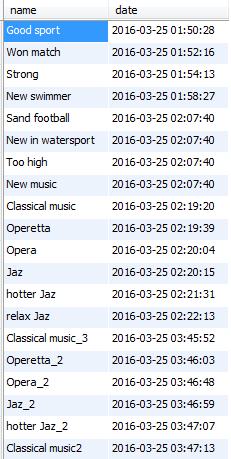 name date
Good sport 2016-03-25 01:50:28
Won match 2016-03-25 01:52:16
Strong 2016-03-25 01:54:13
New swimmer 2016-03-25 01:58:27
Sand football 2016-03-25 02:07:40
New in watersport 2016-03-25 02:07:40
Too high 2016-03-25 02:07:40
New music 2016-03-25 02:07:40
Classical music 2016-03-25 02:19:20
Operetta 2016-03-25 02:19:39
Opera 2016-03-25 02:20:04
Jaz 2016-03-25 02:20:15
hotter Jaz 2016-03-25 02:21:31
relax Jaz 2016-03-25 02:22:13
Classical music_3 2016-03-25 03:45:52
Operetta_2 2016-03-25 03:46:03
Opera_2 2016-03-25 03:46:48
Jaz_2 2016-03-25 03:46:59
hotter Jaz_2 2016-03-25 03:47:07
Classical music2 2016-03-25 03:47:13